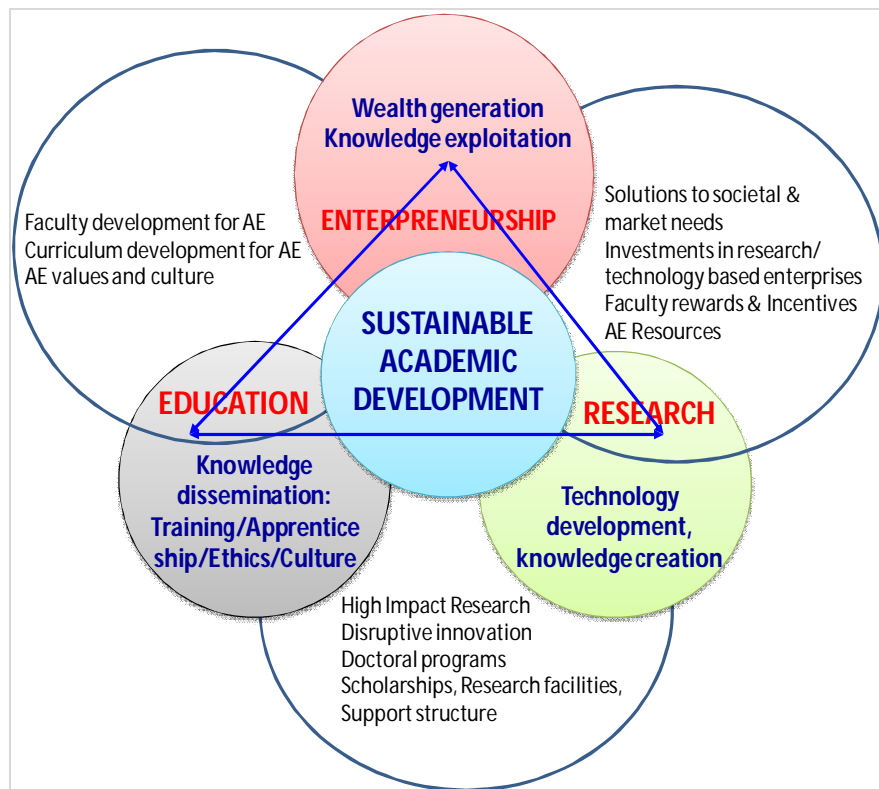 Wealth generation
Knowledge exploitation
ENTERPRENEURSHIP
Faculty development for AE
Curriculum development for AE
AE values and culture
Solutions to societal &
market needs
Investments in research/
technology based enterprises
Faculty rewards & Incentives
AE Resources
SUSTAINABLE
ACADEMIC
DEVELOPMENT
EDUCATION
Knowledge
dissemination:
Training/Apprentice
ship/Ethics/Culture
RESEARCH
Technology
development,
knowledge creation
High Impact Research
Disruptive innovation
Doctoral programs
Scholarships, Research facilities,
Support structure